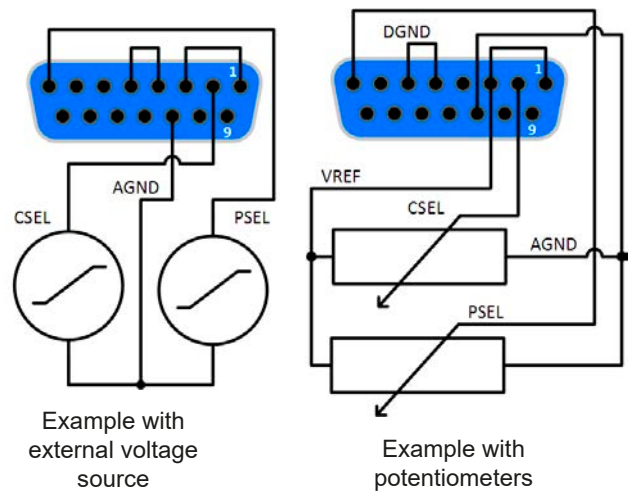 1
9
AGND
CSEL
PSEL
Example with
external voltage
source
DGND
1
9
VREF
CSEL
AGND
PSEL
Example with
potentiometers